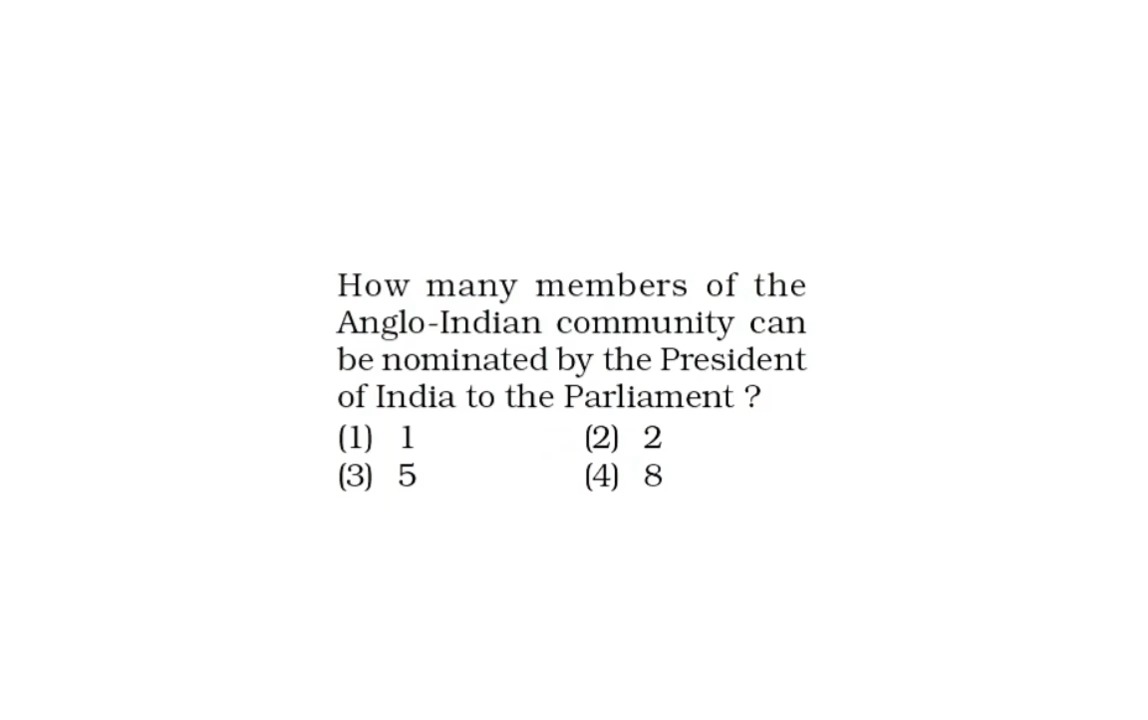 How many members of the
Anglo-Indian community can
be nominated by the President
of India to the Parliament ?
(1) 1 (2) 2
(3) 5 (4) 8